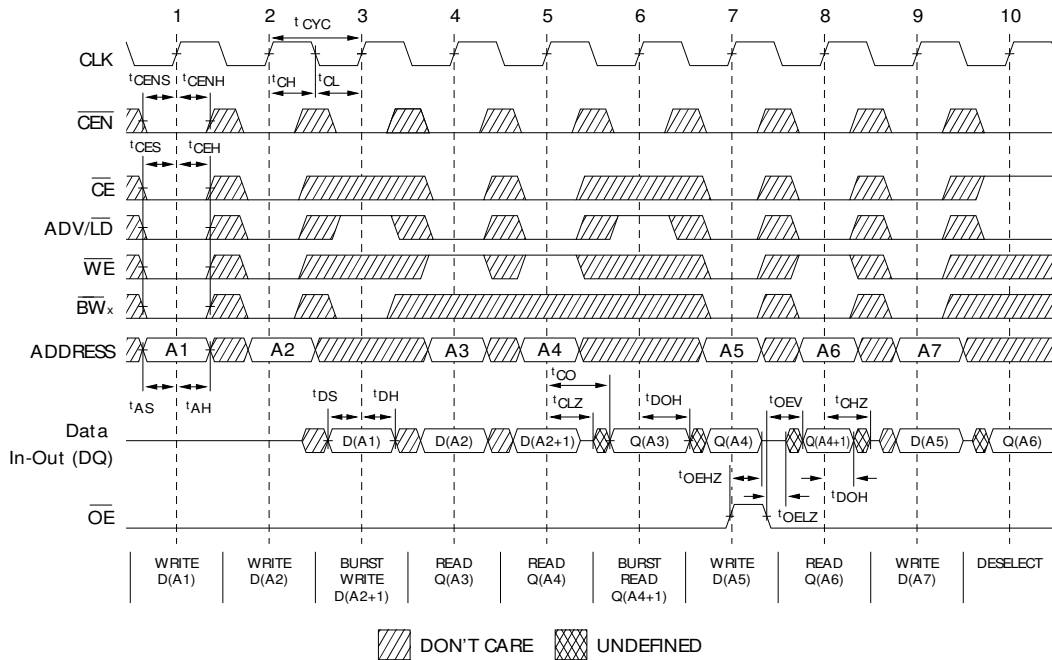 1 2 3 4 5 6 7 8 9 10
t CYC
CLK
tCENS tCENH tCH tCL
CEN
tCES tCEH
CE
ADV/LD
WE
BWx
ADDRESS A1 A2 A3 A4 A5 A6 A7
tAS tAH tDS tDH tCO tCLZ tDOH tOEV tCHZ
Data
In-Out (DQ) D(A1) D(A2) D(A2+1) Q(A3) Q(A4) Q(A4+1) D(A5) Q(A6)
tOEHZ tDOH
tOELZ
OE
WRITE
D(A1)
WRITE
D(A2)
BURST
WRITE
D(A2+1)
READ
Q(A3)
READ
Q(A4)
BURST
READ
Q(A4+1)
WRITE
D(A5)
READ
Q(A6)
WRITE
D(A7)
DESELECT
DON'T CARE UNDEFINED